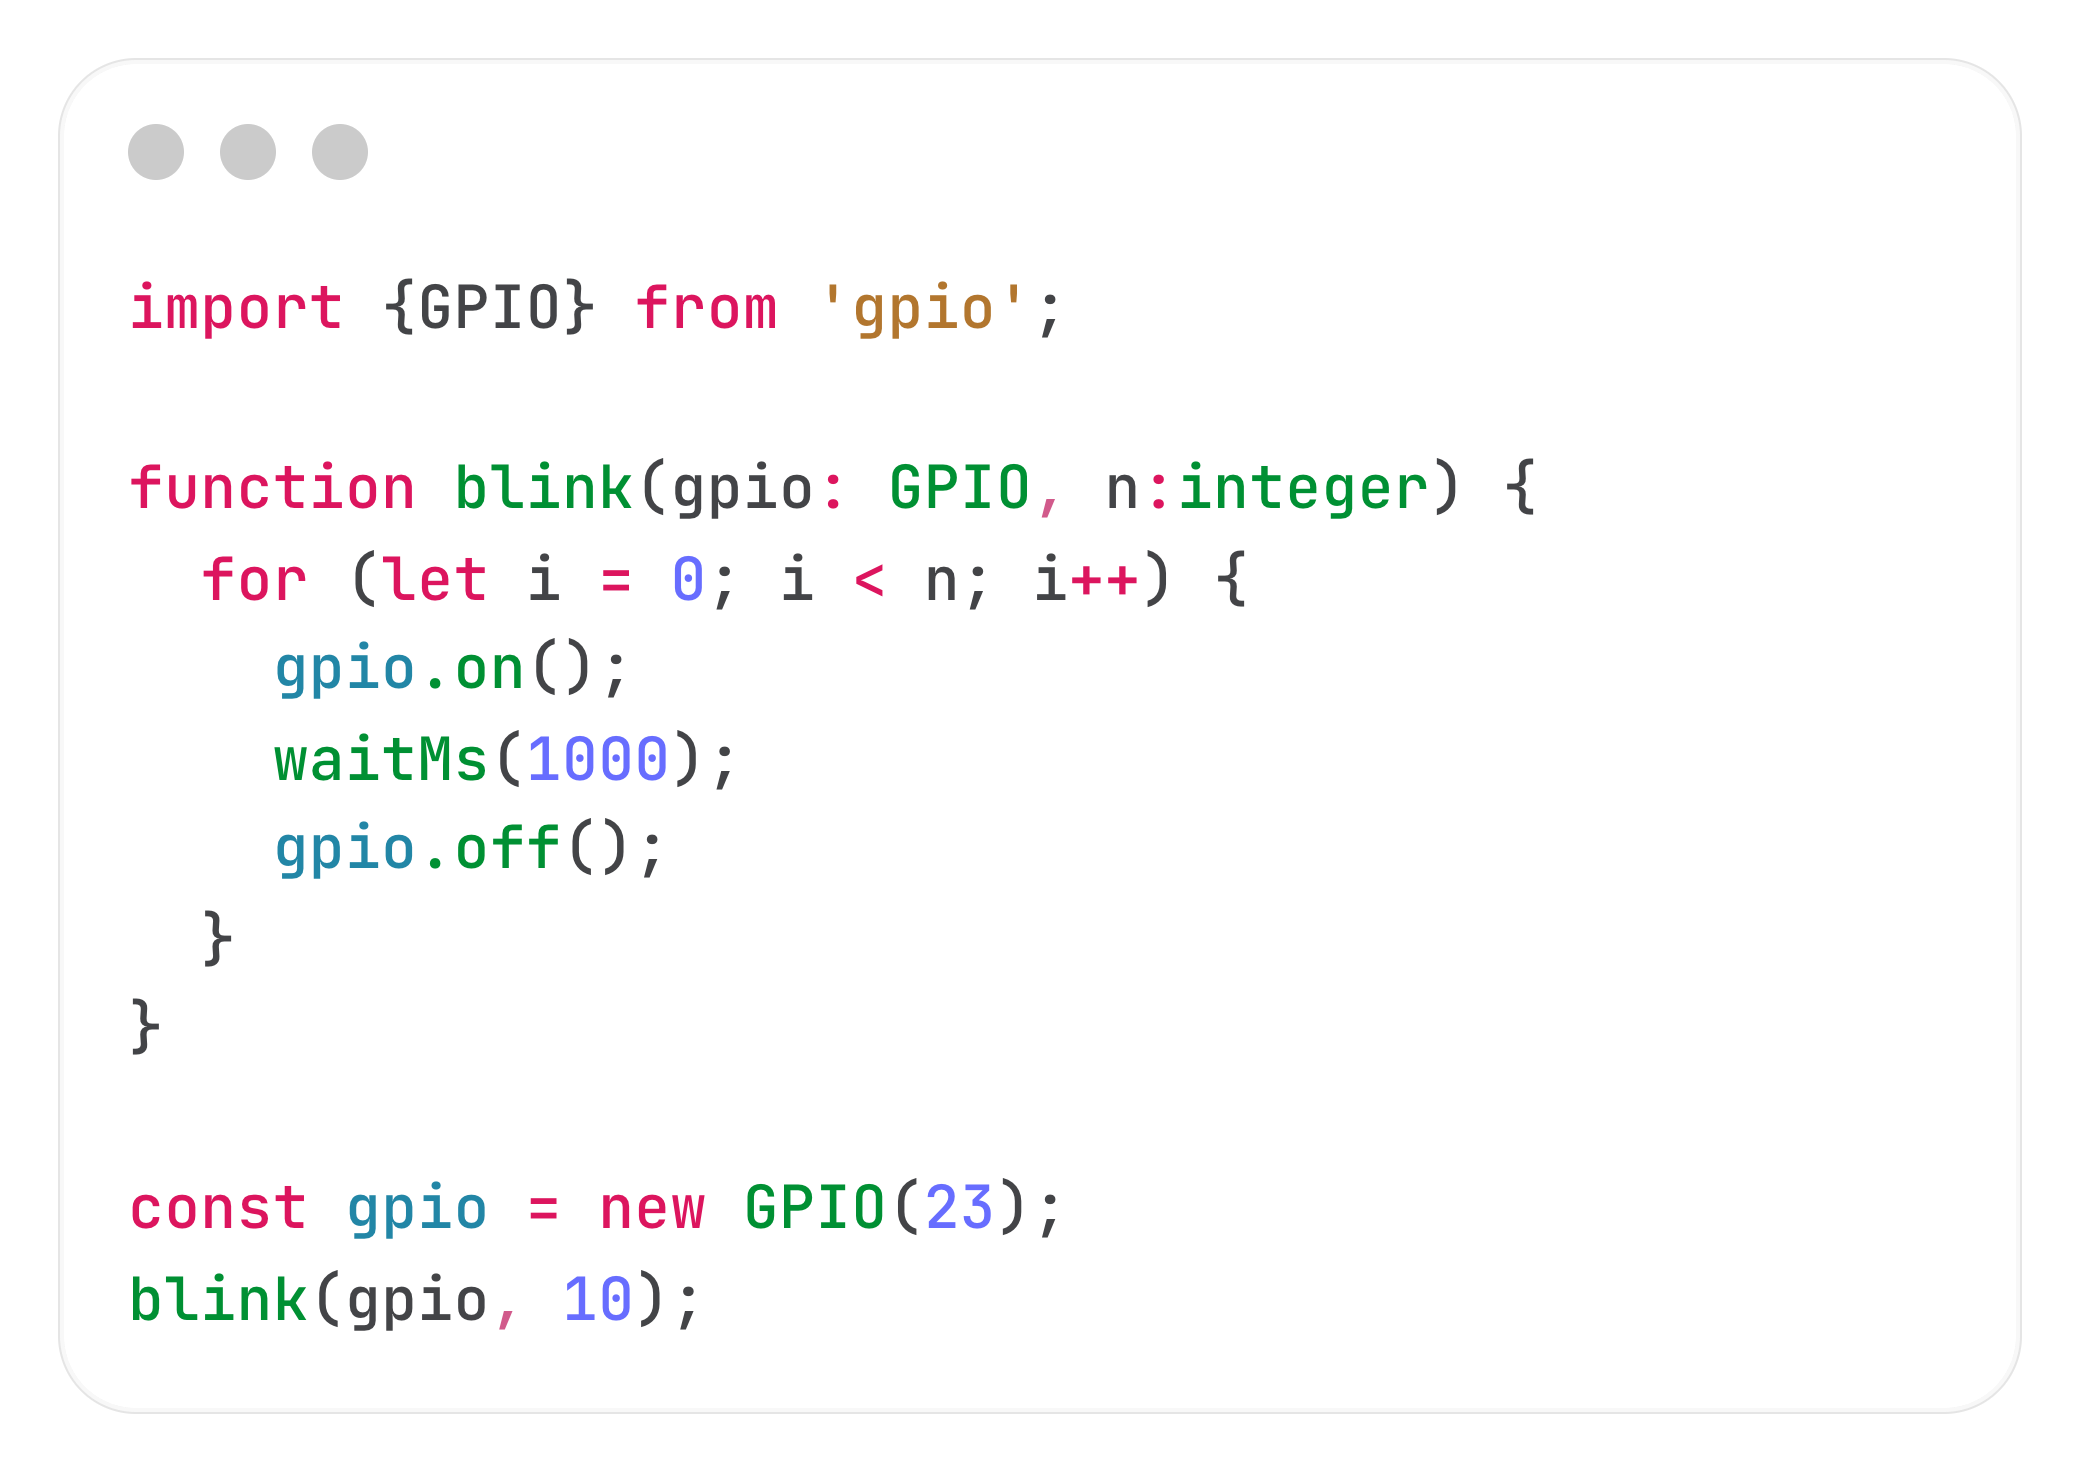 import {GPIO} from 'gpio';
function blink(gpio: GPIO, n:integer) {
  for (let i = 0; i < n; i++) {
    gpio.on();
    waitMs(1000);
    gpio.off();
  }
}
const gpio = new GPIO(23);
blink(gpio, 10);